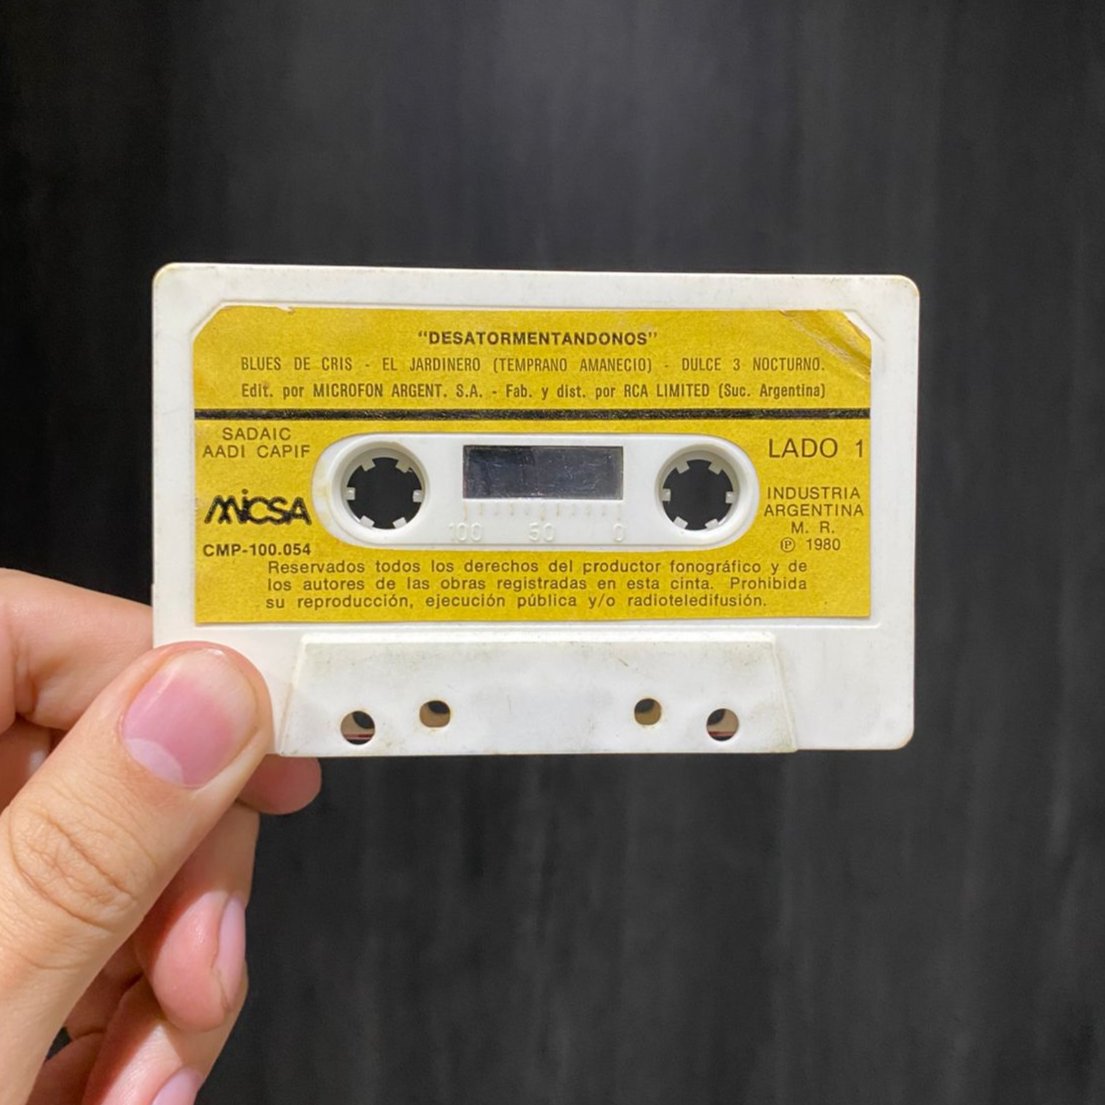 "DESATORMENTANDONOS"
BLUES DE CRIS - EL JARDINERO (TEMPRANO AMANECIO) - DULCE 3 NOCTURNO.
Edit. por MICROFON ARGENT. S.A. - Fab. y dist. por RCA LIMITED (Suc. Argentina)
SADAIC
AADI CAPIF
MICSA
CMP-100.054
LADO 1
INDUSTRIA
ARGENTINA
M. R.
Ⓟ 1980
100 50 0
Reservados todos los derechos del productor fonográfico y de
los autores de las obras registradas en esta cinta. Prohibida
su reproducción, ejecución pública y/o radioteledifusión.